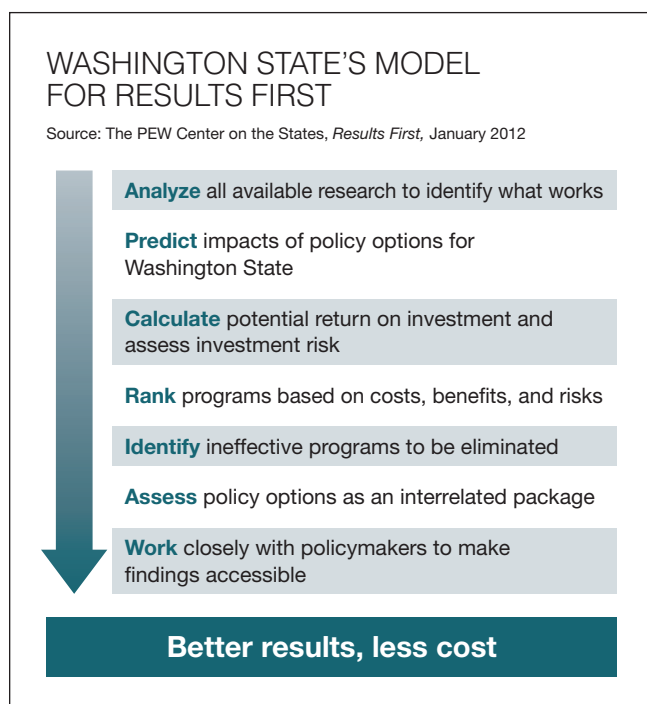 WASHINGTON STATE’S MODEL
FOR RESULTS FIRST
Source: The PEW Center on the States, Results First, January 2012
Analyze all available research to identify what works
Predict impacts of policy options for
Washington State
Calculate potential return on investment and
assess investment risk
Rank programs based on costs, benefits, and risks
Identify ineffective programs to be eliminated
Assess policy options as an interrelated package
Work closely with policymakers to make
findings accessible
Better results, less cost